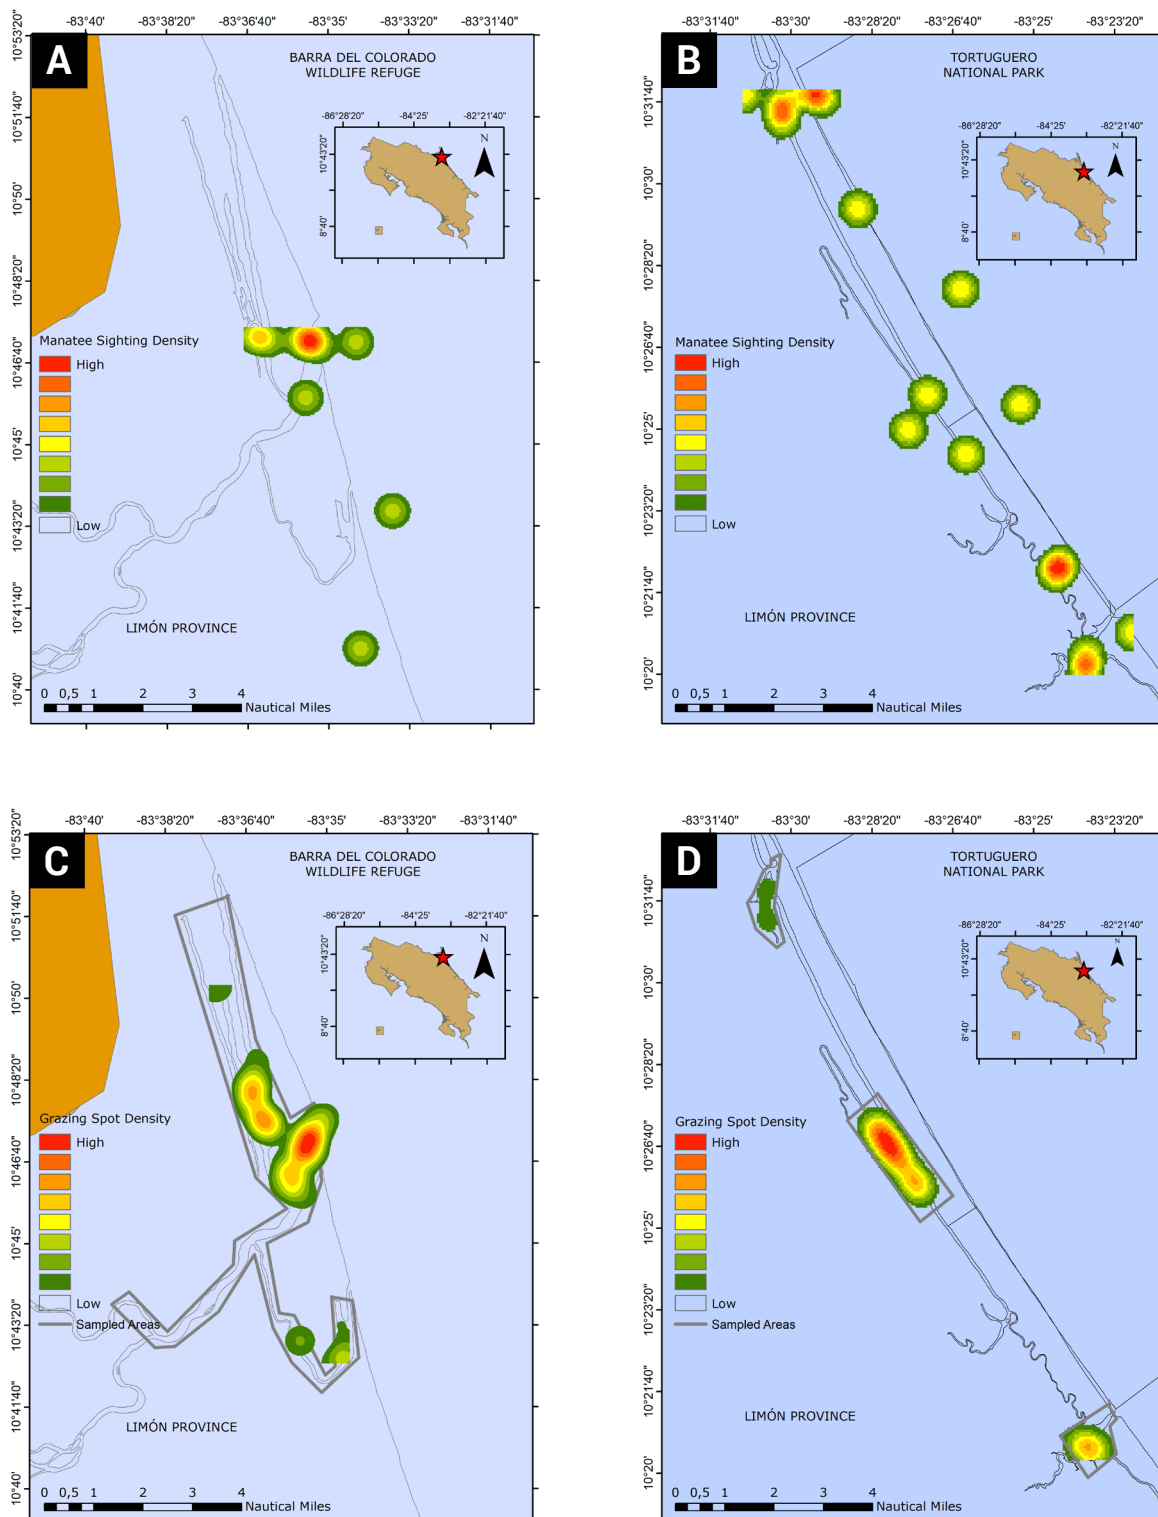 -83°40' -83°38'20" -83°36'40" -83°35' -83°33'20" -83°31'40"
10°53'20"
10°51'40"
10°50'
10°48'20"
10°46'40"
10°45'
10°43'20"
10°41'40"
10°40'
A
BARRA DEL COLORADO
WILDLIFE REFUGE
-86°28'20" -84°25' -82°21'40"
10°43'20"
8°40'
N
Manatee Sighting Density
High
Low
LIMÓN PROVINCE
0 0,5 1 2 3 4 Nautical Miles
-83°31'40" -83°30' -83°28'20" -83°26'40" -83°25' -83°23'20"
10°31'40"
10°30'
10°28'20"
10°26'40"
10°25'
10°23'20"
10°21'40"
10°20'
B
TORTUGUERO
NATIONAL PARK
-86°28'20" -84°25' -82°21'40"
10°43'20"
8°40'
N
Manatee Sighting Density
High
Low
LIMÓN PROVINCE
0 0,5 1 2 3 4 Nautical Miles
-83°40' -83°38'20" -83°36'40" -83°35' -83°33'20" -83°31'40"
10°53'20"
10°51'40"
10°50'
10°48'20"
10°46'40"
10°45'
10°43'20"
10°41'40"
10°40'
C
BARRA DEL COLORADO
WILDLIFE REFUGE
-86°28'20" -84°25' -82°21'40"
10°43'20"
8°40'
N
Grazing Spot Density
High
Low
Sampled Areas
LIMÓN PROVINCE
0 0,5 1 2 3 4 Nautical Miles
-83°31'40" -83°30' -83°28'20" -83°26'40" -83°25' -83°23'20"
10°31'40"
10°30'
10°28'20"
10°26'40"
10°25'
10°23'20"
10°21'40"
10°20'
D
TORTUGUERO
NATIONAL PARK
-86°28'20" -84°25' -82°21'40"
10°43'20"
8°40'
N
Grazing Spot Density
High
Low
Sampled Areas
LIMÓN PROVINCE
0 0,5 1 2 3 4 Nautical Miles